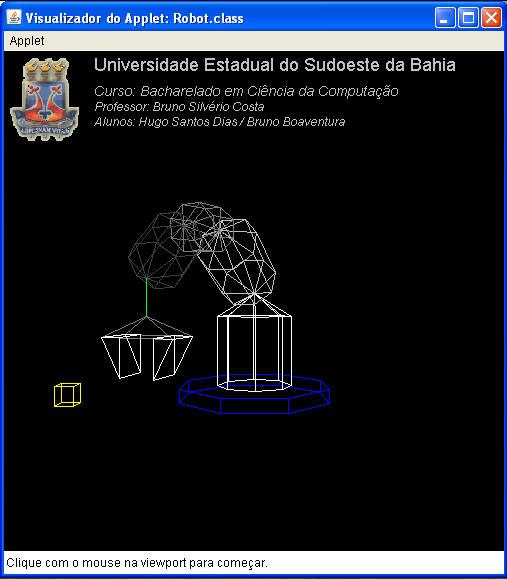 Visualizador do Applet: Robot.class
Applet
Universidade Estadual do Sudoeste da Bahia
Curso: Bacharelado em Ciência da Computação
Professor: Bruno Silvério Costa
Alunos: Hugo Santos Dias / Bruno Boaventura
Clique com o mouse na viewport para começar.